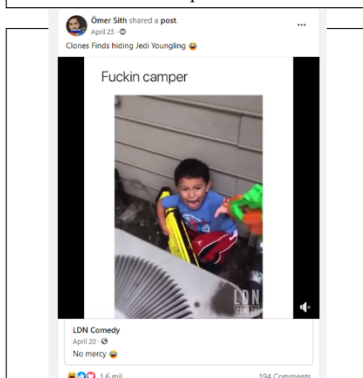 Ömer Sith shared a post.
April 25
Clones Finds hiding Jedi Youngling
Fuckin camper
LDN
LDN Comedy
April 20
No mercy
1,6 mil
194 Comments